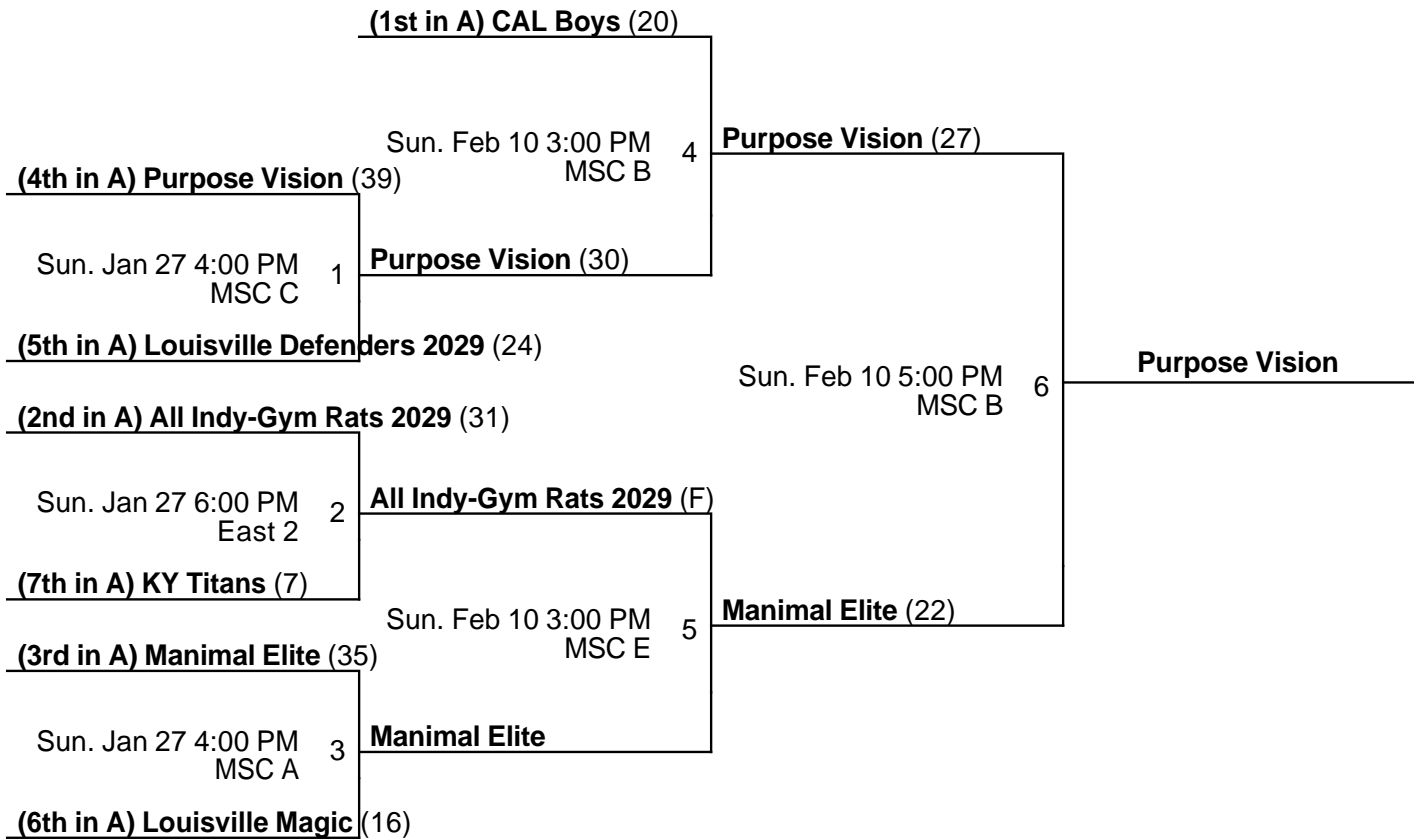 (1st in A) CAL Boys (20)
Sun. Feb 10 3:00 PM
MSC B
4
Purpose Vision (27)
(4th in A) Purpose Vision (39)
Sun. Jan 27 4:00 PM
MSC C
1
Purpose Vision (30)
(5th in A) Louisville Defenders 2029 (24)
Sun. Feb 10 5:00 PM
MSC B
6
Purpose Vision
(2nd in A) All Indy-Gym Rats 2029 (31)
Sun. Jan 27 6:00 PM
East 2
2
All Indy-Gym Rats 2029 (F)
(7th in A) KY Titans (7)
Sun. Feb 10 3:00 PM
MSC E
5
Manimal Elite (22)
(3rd in A) Manimal Elite (35)
Sun. Jan 27 4:00 PM
MSC A
3
Manimal Elite
(6th in A) Louisville Magic (16)